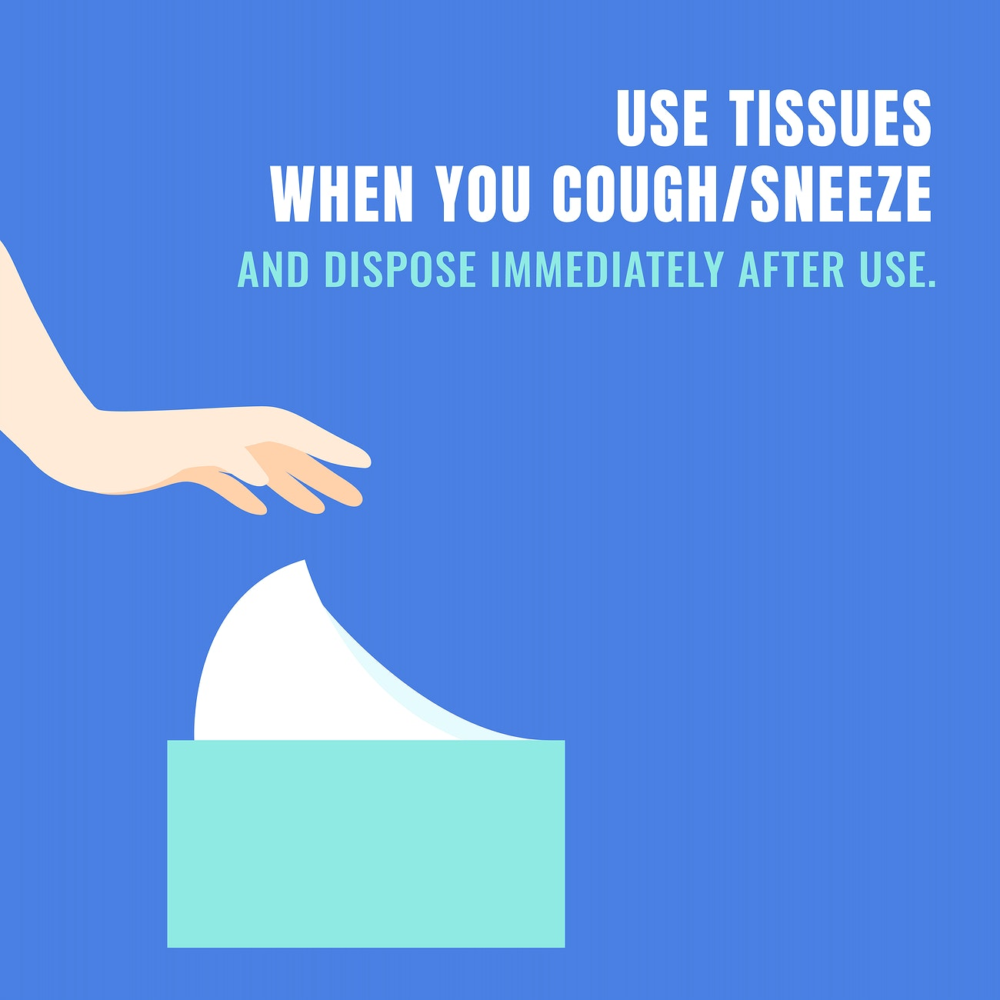 USE TISSUES
WHEN YOU COUGH/SNEEZE
AND DISPOSE IMMEDIATELY AFTER USE.